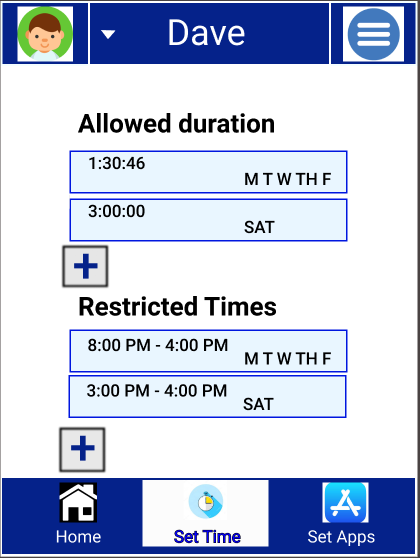 Dave
Allowed duration
1:30:46
M T W TH F
3:00:00
SAT
Restricted Times
8:00 PM - 4:00 PM
M T W TH F
3:00 PM - 4:00 PM
SAT
Home
Set Time
Set Apps